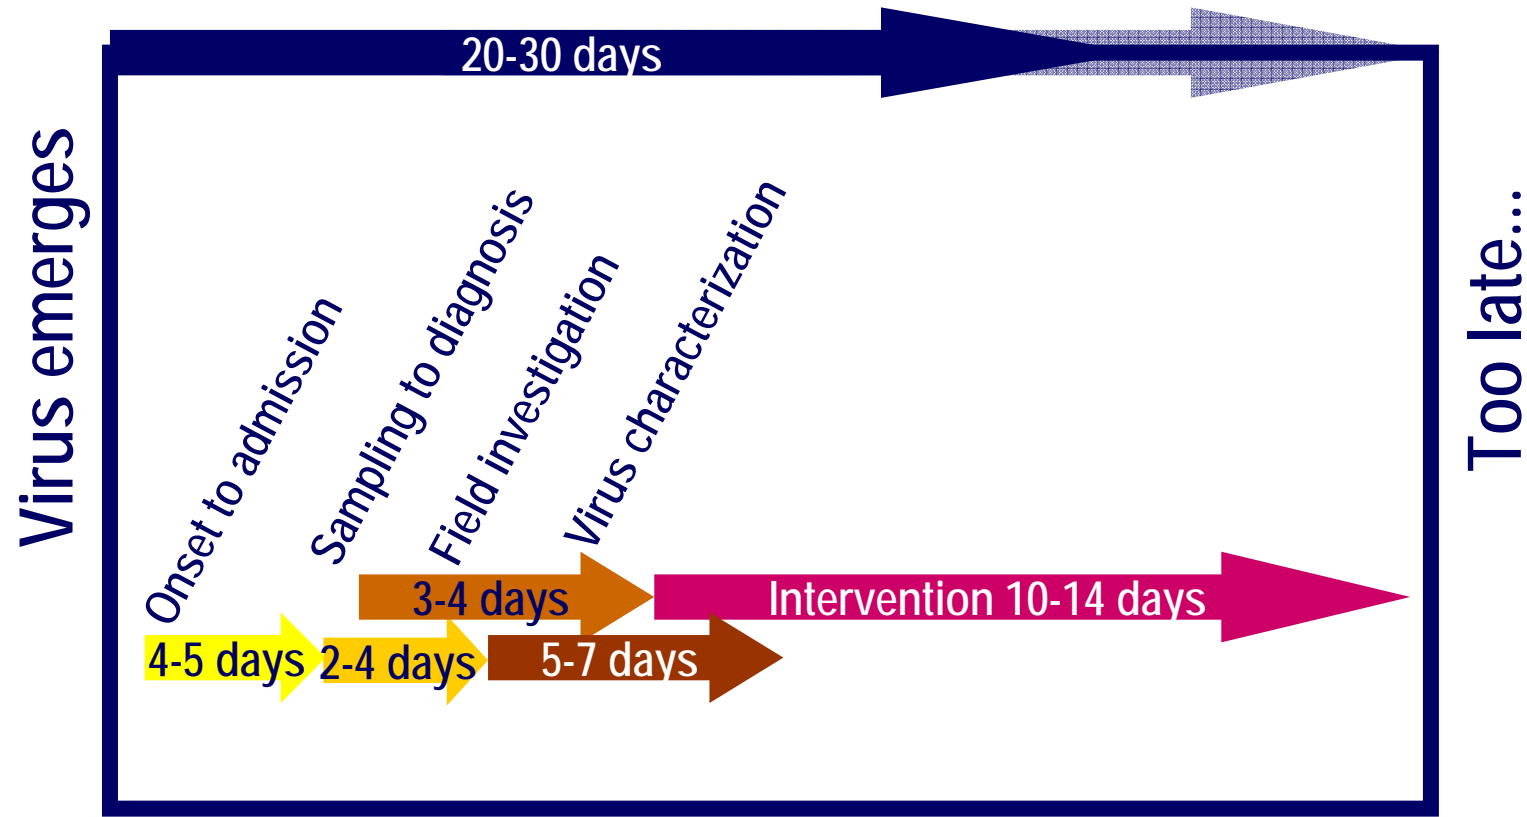 20-30 days
Virus emerges
Onset to admission
Sampling to diagnosis
Field investigation
Virus characterization
Too late...
3-4 days
Intervention 10-14 days
4-5 days
2-4 days
5-7 days